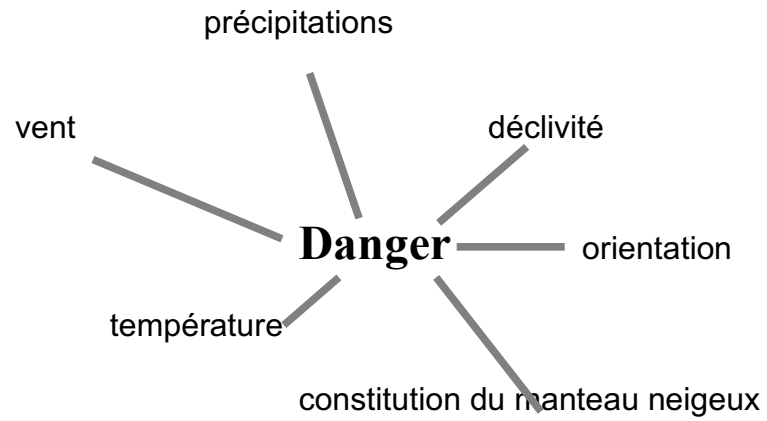 précipitations
vent
déclivité
Danger
orientation
température
constitution du manteau neigeux